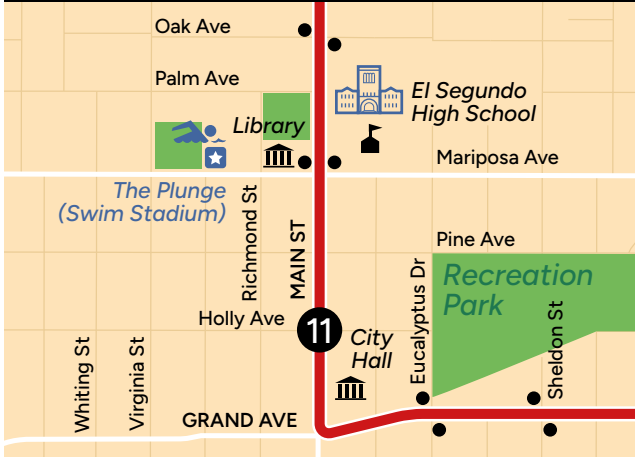 Oak Ave
Palm Ave
El Segundo
High School
Library
Mariposa Ave
The Plunge
(Swim Stadium)
Richmond St
MAIN ST
Pine Ave
Recreation
Park
Eucalyptus Dr
Sheldon St
Holly Ave
11
City
Hall
Whiting St
Virginia St
GRAND AVE